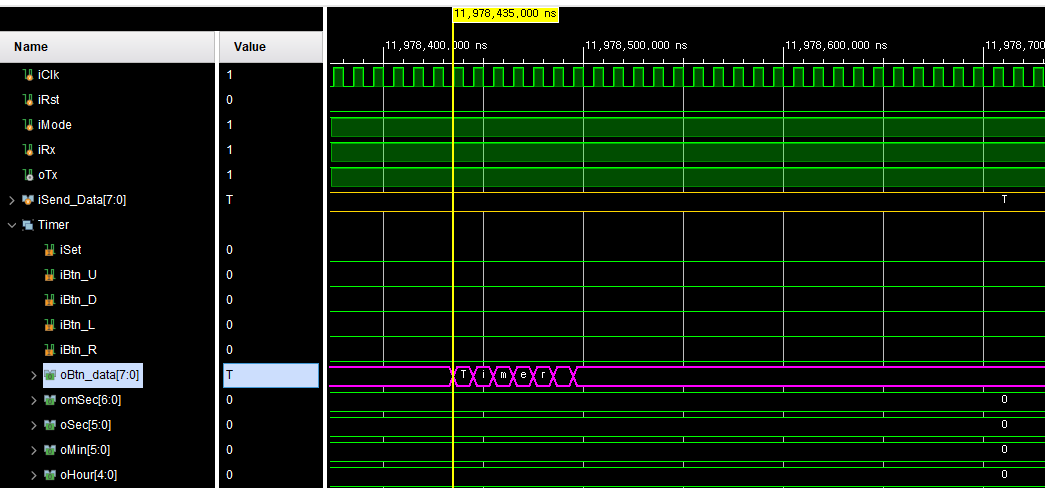 11,978,435,000 ns
Name Value
11,978,400,000 ns 11,978,500,000 ns 11,978,600,000 ns 11,978,700
iClk 1
iRst 0
iMode 1
iRx 1
oTx 1
iSend_Data[7:0] T T
Timer
iSet 0
iBtn_U 0
iBtn_D 0
iBtn_L 0
iBtn_R 0
oBtn_data[7:0] T T i m e r
omSec[6:0] 0 0
oSec[5:0] 0 0
oMin[5:0] 0 0
oHour[4:0] 0 0